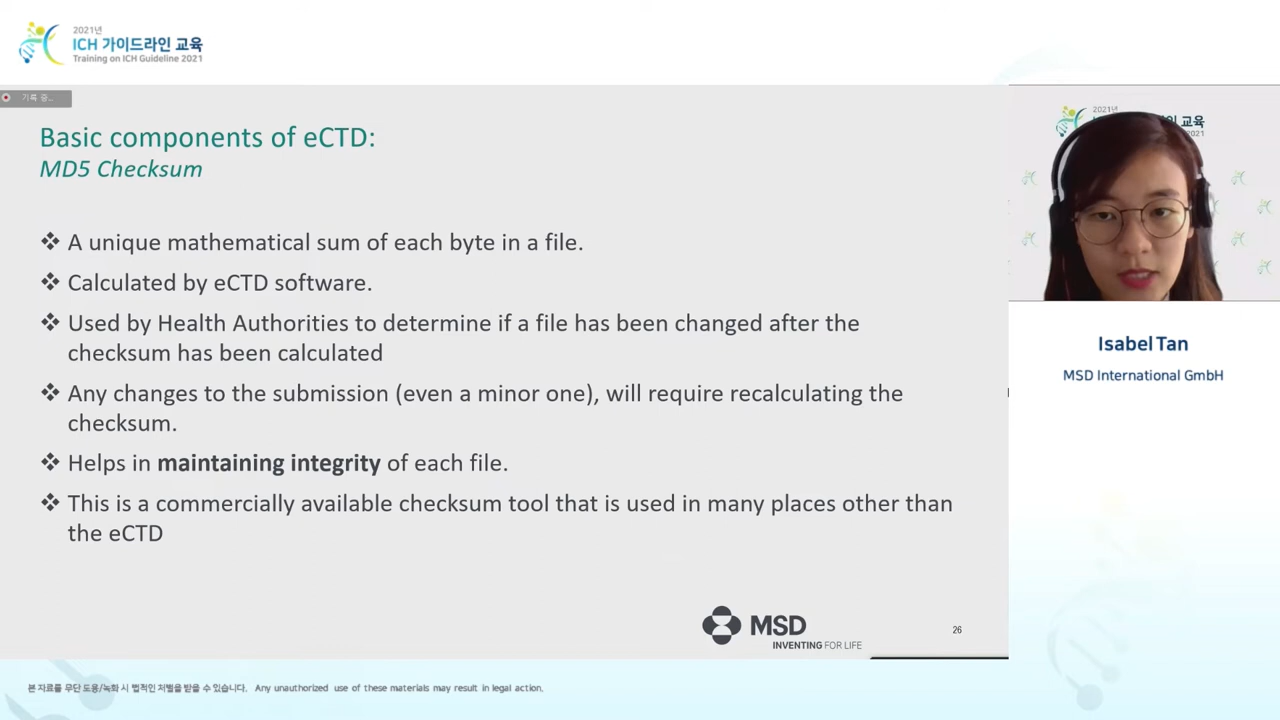 2021년
ICH 가이드라인 교육
Training on ICH Guideline 2021
기록 중...
Basic components of eCTD:
MD5 Checksum
❖ A unique mathematical sum of each byte in a file.
❖ Calculated by eCTD software.
❖ Used by Health Authorities to determine if a file has been changed after the
checksum has been calculated
❖ Any changes to the submission (even a minor one), will require recalculating the
checksum.
❖ Helps in maintaining integrity of each file.
❖ This is a commercially available checksum tool that is used in many places other than
the eCTD
MSD
INVENTING FOR LIFE
26
2021년
교육
2021
Isabel Tan
MSD International GmbH
본 자료를 무단 도용/녹화 시 법적인 처벌을 받을 수 있습니다. Any unauthorized use of these materials may result in legal action.